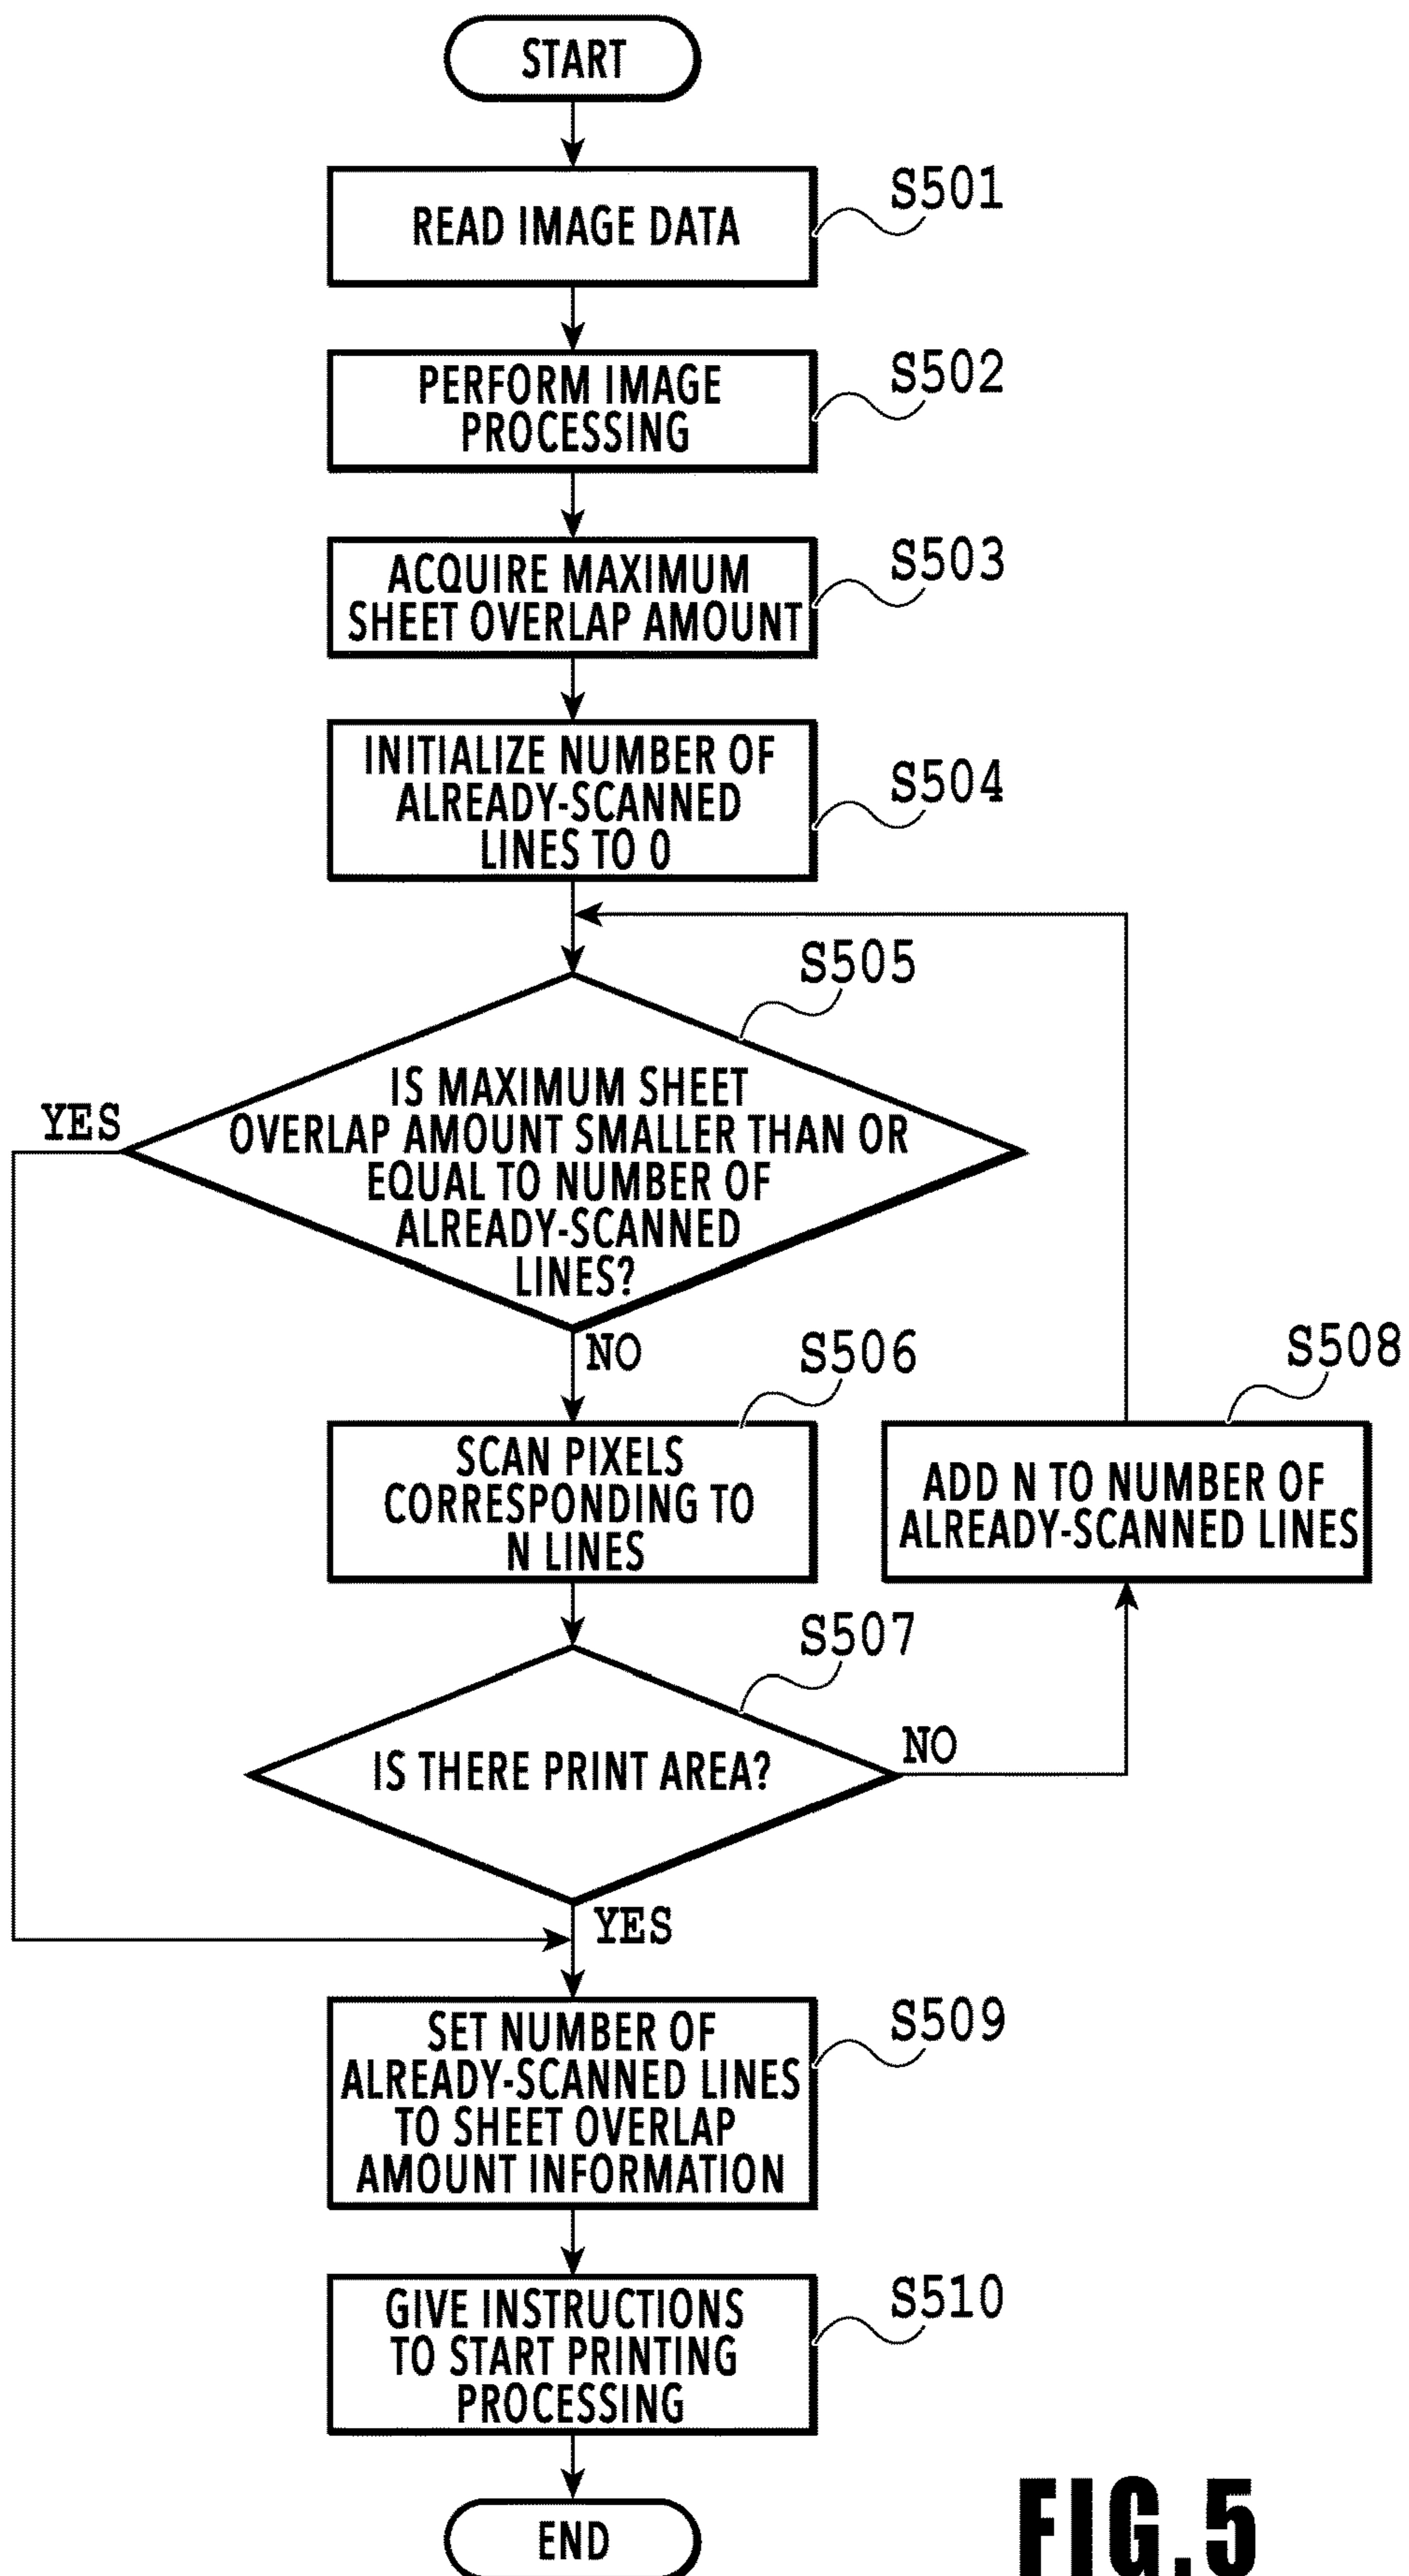 START
READ IMAGE DATA
S501
PERFORM IMAGE
PROCESSING
S502
ACQUIRE MAXIMUM
SHEET OVERLAP AMOUNT
S503
INITIALIZE NUMBER OF
ALREADY-SCANNED
LINES TO 0
S504
S505
IS MAXIMUM SHEET
OVERLAP AMOUNT SMALLER THAN OR
EQUAL TO NUMBER OF
ALREADY-SCANNED
LINES?
YES
NO
S506
SCAN PIXELS
CORRESPONDING TO
N LINES
S508
ADD N TO NUMBER OF
ALREADY-SCANNED LINES
S507
IS THERE PRINT AREA?
NO
YES
SET NUMBER OF
ALREADY-SCANNED LINES
TO SHEET OVERLAP
AMOUNT INFORMATION
S509
GIVE INSTRUCTIONS
TO START PRINTING
PROCESSING
S510
END
FIG.5